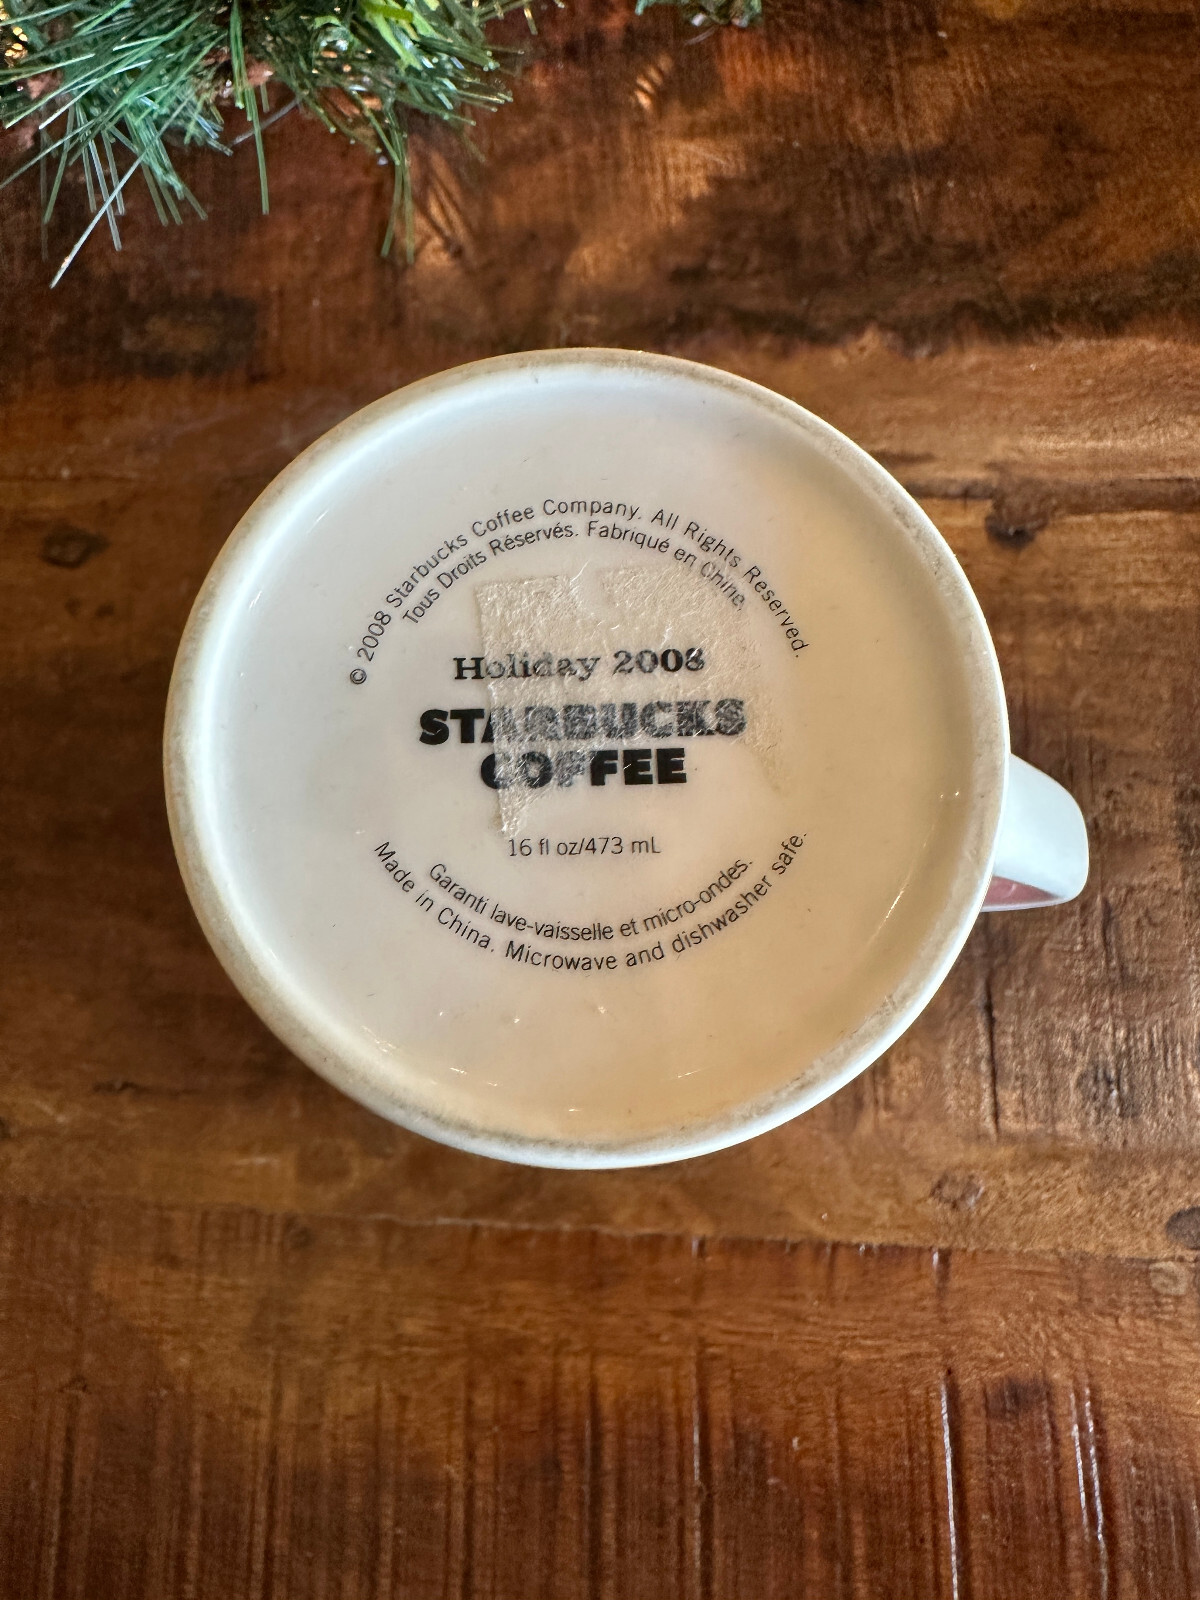 © 2008 Starbucks Coffee Company. All Rights Reserved.
Tous Droits Réservés. Fabriqué en Chine.
Holiday 2008
STARBUCKS
COFFEE
16 fl oz/473 mL
Garanti lave-vaisselle et micro-ondes.
Made in China. Microwave and dishwasher safe.